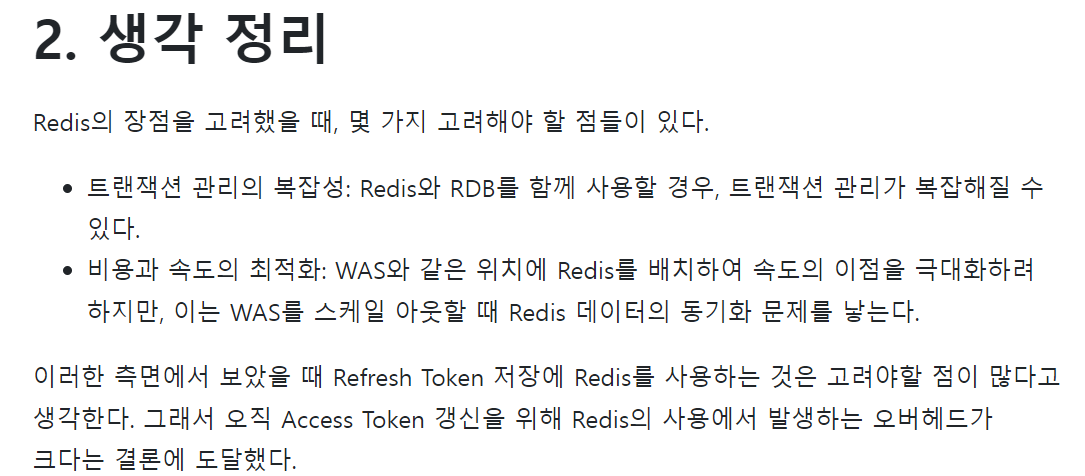 2. 생각 정리
Redis의 장점을 고려했을 때, 몇 가지 고려해야 할 점들이 있다.
• 트랜잭션 관리의 복잡성: Redis와 RDB를 함께 사용할 경우, 트랜잭션 관리가 복잡해질 수
있다.
• 비용과 속도의 최적화: WAS와 같은 위치에 Redis를 배치하여 속도의 이점을 극대화하려
하지만, 이는 WAS를 스케일 아웃할 때 Redis 데이터의 동기화 문제를 낳는다.
이러한 측면에서 보았을 때 Refresh Token 저장에 Redis를 사용하는 것은 고려야할 점이 많다고
생각한다. 그래서 오직 Access Token 갱신을 위해 Redis의 사용에서 발생하는 오버헤드가
크다는 결론에 도달했다.